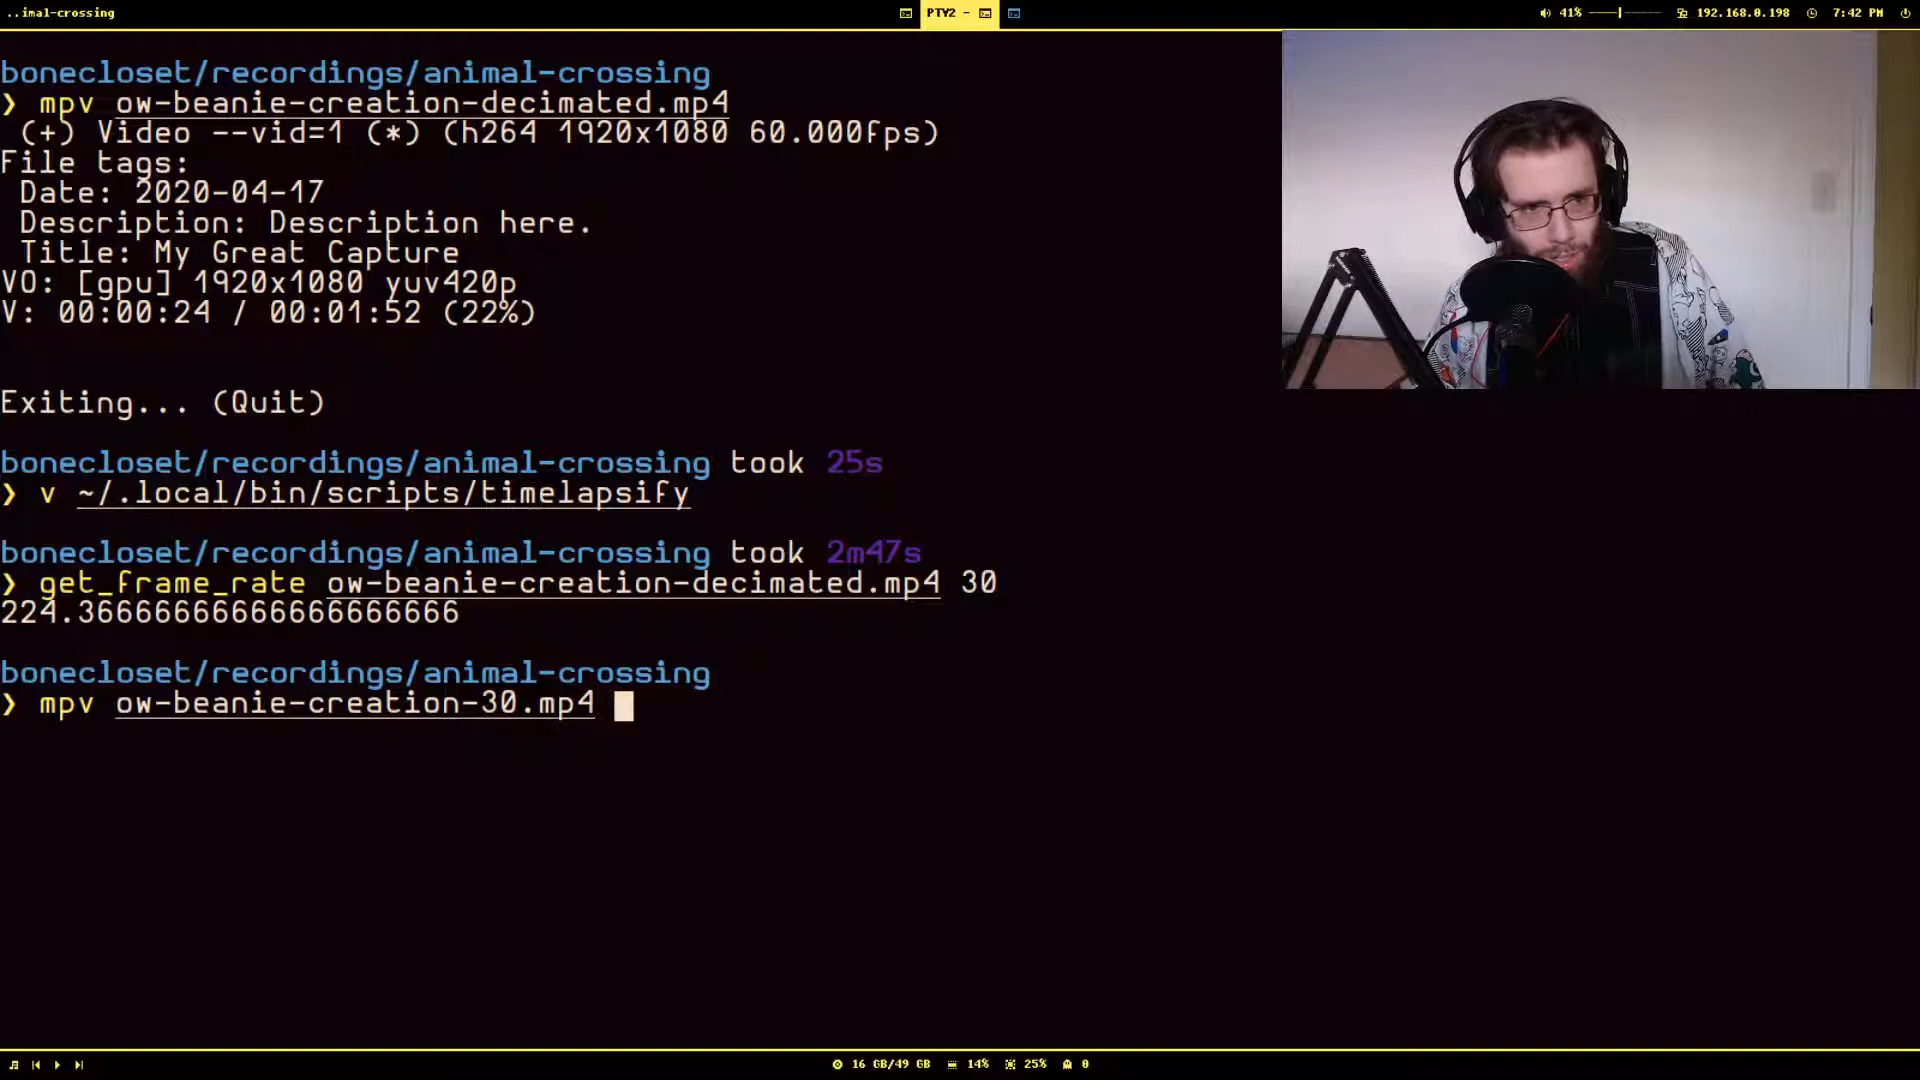 ..imal-crossing
PTY2 -
41%
192.168.0.198
7:42 PM
bonecloset/recordings/animal-crossing
❯ mpv ow-beanie-creation-decimated.mp4
(+) Video --vid=1 (*) (h264 1920x1080 60.000fps)
File tags:
Date: 2020-04-17
Description: Description here.
Title: My Great Capture
VO: [gpu] 1920x1080 yuv420p
V: 00:00:24 / 00:01:52 (22%)
Exiting... (Quit)
bonecloset/recordings/animal-crossing took 25s
❯ v ~/.local/bin/scripts/timelapsify
bonecloset/recordings/animal-crossing took 2m47s
❯ get_frame_rate ow-beanie-creation-decimated.mp4 30
224.36666666666666666666
bonecloset/recordings/animal-crossing
❯ mpv ow-beanie-creation-30.mp4
16 GB/49 GB
14%
25%
0